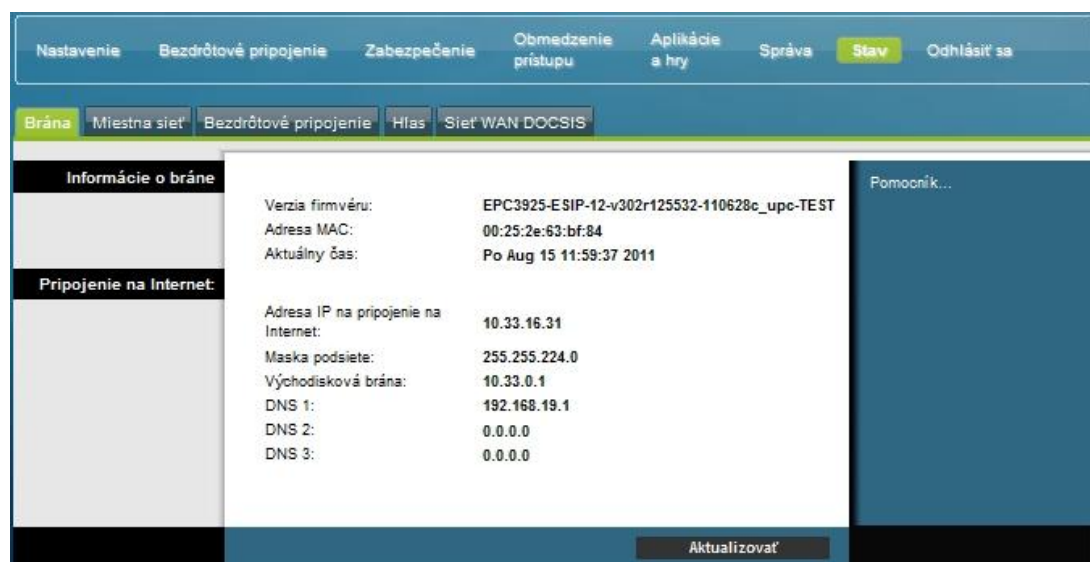 Nastavenie Bezdrôtové pripojenie Zabezpečenie Obmedzenie prístupu Aplikácie a hry Správa Stav Odhlásiť sa
Brána Miestna sieť Bezdrôtové pripojenie Hlas Sieť WAN DOCSIS
Informácie o bráne
Pomocník...
Verzia firmvéru: EPC3925-ESIP-12-v302r125532-110628c_upc-TEST
Adresa MAC: 00:25:2e:63:bf:84
Aktuálny čas: Po Aug 15 11:59:37 2011
Pripojenie na Internet:
Adresa IP na pripojenie na
Internet: 10.33.16.31
Maska podsiete: 255.255.224.0
Východisková brána: 10.33.0.1
DNS 1: 192.168.19.1
DNS 2: 0.0.0.0
DNS 3: 0.0.0.0
Aktualizovať